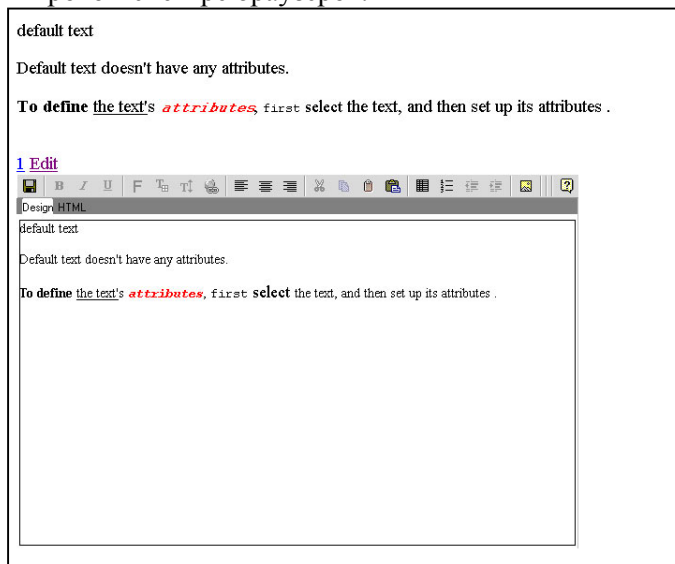 default text
Default text doesn't have any attributes.
To define the text's attributes, first select the text, and then set up its attributes .
1 Edit
B I U F
Design HTML
default text
Default text doesn't have any attributes.
To define the text's attributes, first select the text, and then set up its attributes .